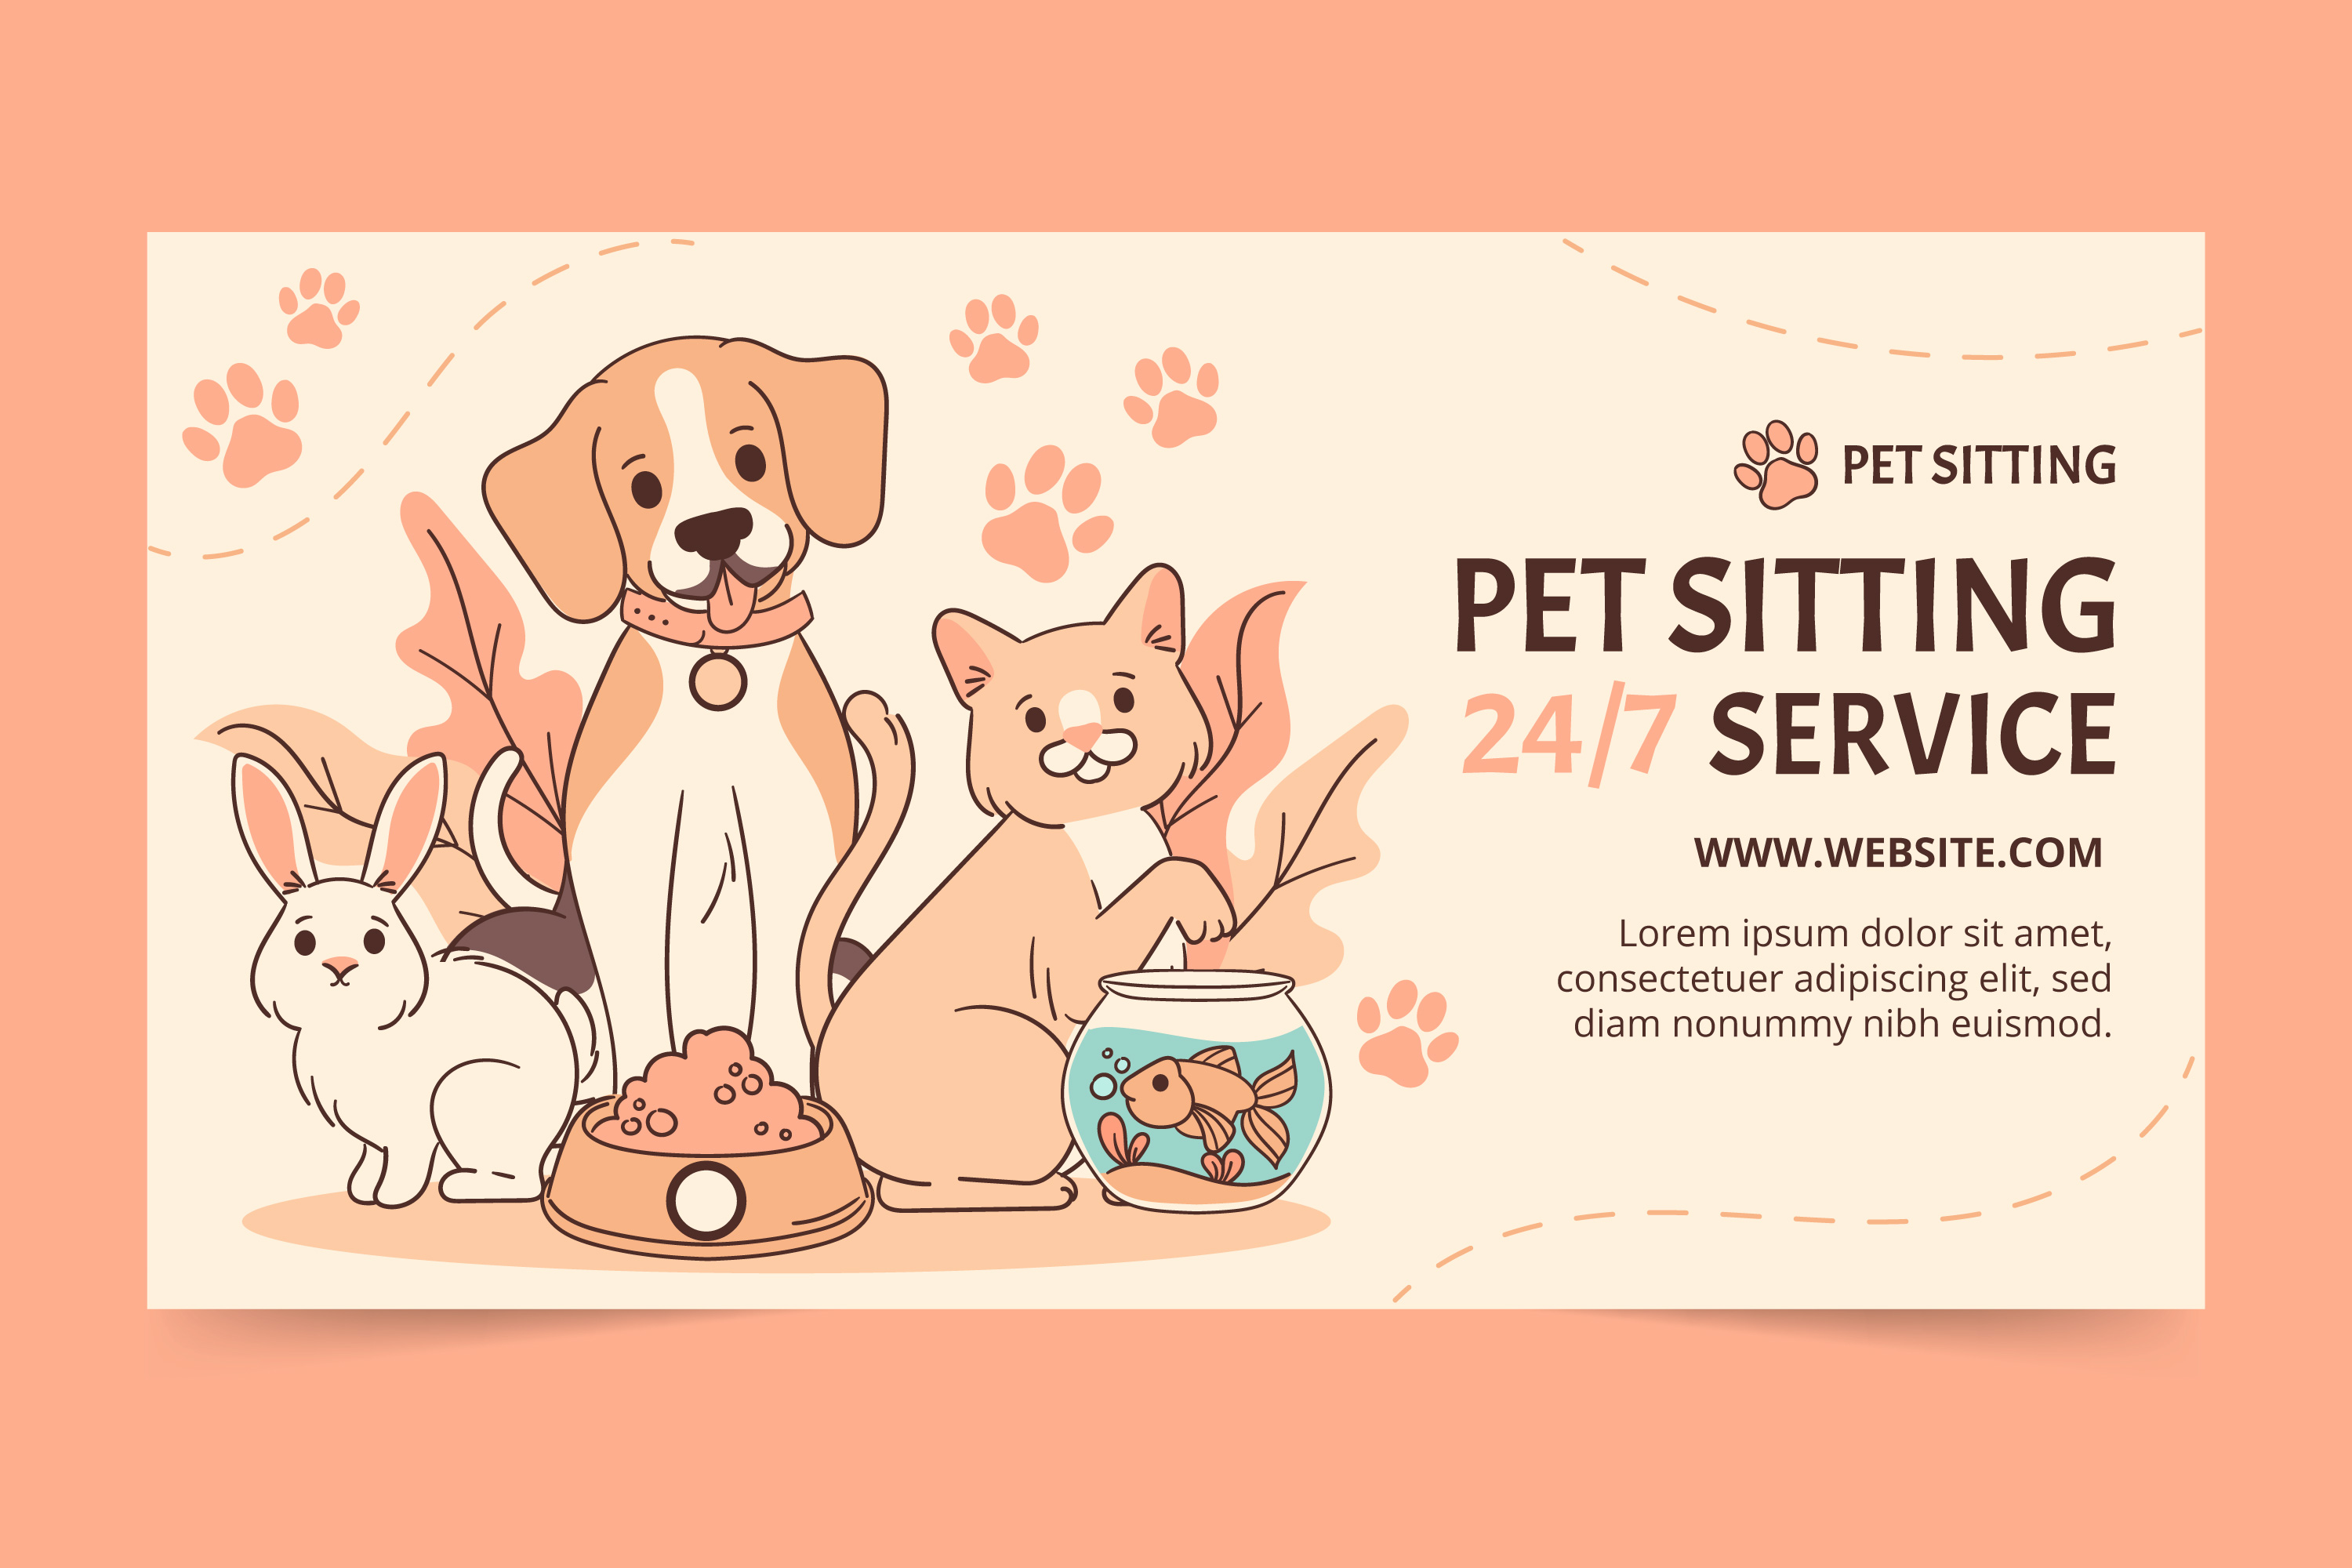 PET SITTING
PET SITTING
24/7 SERVICE
WWW.WEBSITE.COM
Lorem ipsum dolor sit amet,
consectetuer adipiscing elit, sed
diam nonummy nibh euismod.